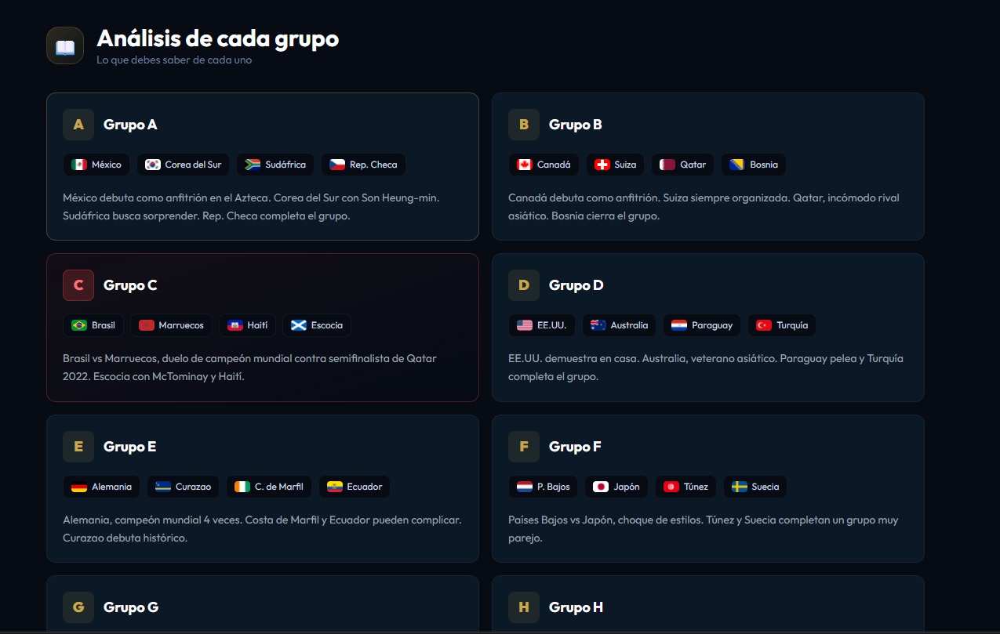 Análisis de cada grupo
Lo que debes saber de cada uno
A Grupo A
México Corea del Sur Sudáfrica Rep. Checa
México debuta como anfitrión en el Azteca. Corea del Sur con Son Heung-min.
Sudáfrica busca sorprender. Rep. Checa completa el grupo.
B Grupo B
Canadá Suiza Qatar Bosnia
Canadá debuta como anfitrión. Suiza siempre organizada. Qatar, incómodo rival
asiático. Bosnia cierra el grupo.
C Grupo C
Brasil Marruecos Haití Escocia
Brasil vs Marruecos, duelo de campeón mundial contra semifinalista de Qatar
2022. Escocia con McTominay y Haití.
D Grupo D
EE.UU. Australia Paraguay Turquía
EE.UU. demuestra en casa. Australia, veterano asiático. Paraguay pelea y Turquía
completa el grupo.
E Grupo E
Alemania Curazao C. de Marfil Ecuador
Alemania, campeón mundial 4 veces. Costa de Marfil y Ecuador pueden complicar.
Curazao debuta histórico.
F Grupo F
P. Bajos Japón Túnez Suecia
Países Bajos vs Japón, choque de estilos. Túnez y Suecia completan un grupo muy
parejo.
G Grupo G
H Grupo H